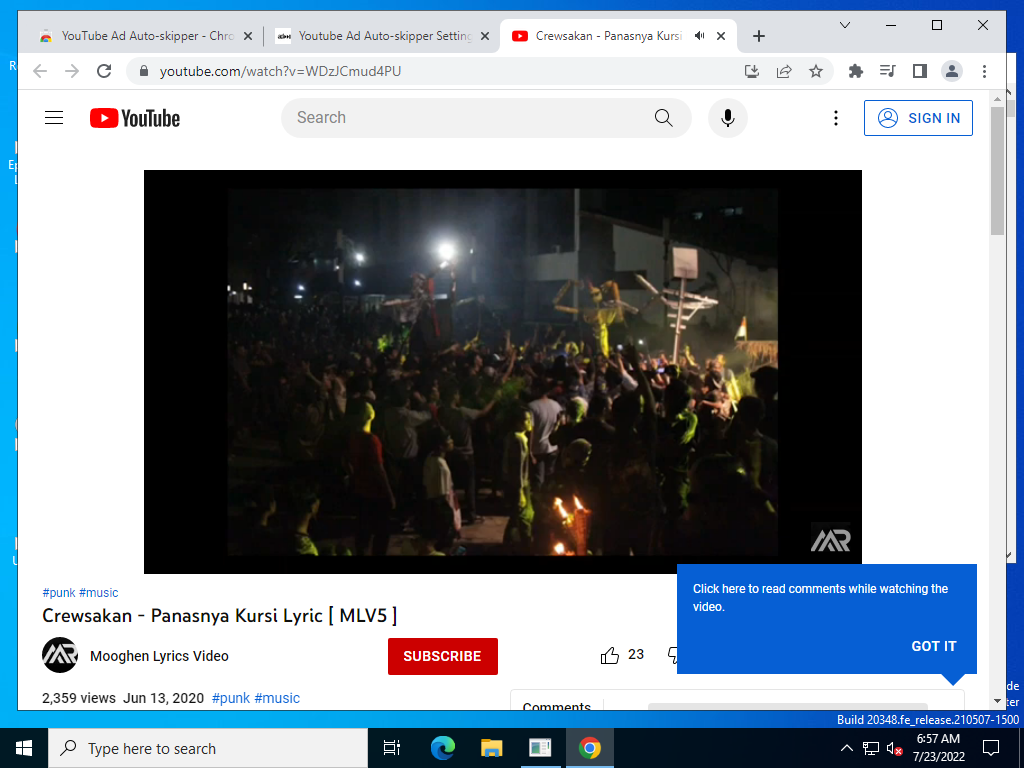 YouTube Ad Auto-skipper - Chro
Youtube Ad Auto-skipper Setting
Crewsakan - Panasnya Kursi
youtube.com/watch?v=WDzJCmud4PU
YouTube
Search
SIGN IN
MR
#punk #music
Crewsakan - Panasnya Kursi Lyric [ MLV5 ]
Mooghen Lyrics Video
SUBSCRIBE
23
Click here to read comments while watching the
video.
GOT IT
2,359 views Jun 13, 2020 #punk #music
Comments
Build 20348.fe_release.210507-1500
Type here to search
6:57 AM
7/23/2022